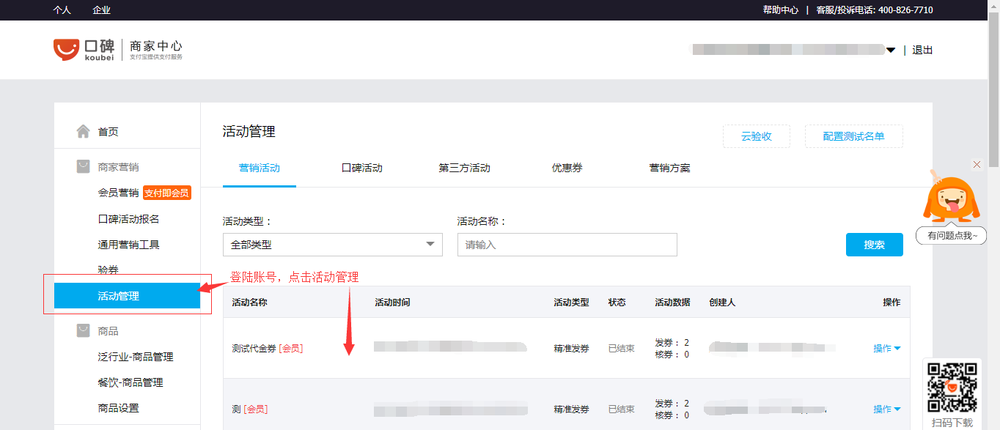 个人 企业 帮助中心 | 客服/投诉电话: 400-826-7710
口碑 koubei 商家中心 支付宝提供支付服务
| 退出
首页
商家营销
会员营销 支付即会员
口碑活动报名
通用营销工具
验券
活动管理
商品
泛行业-商品管理
餐饮-商品管理
商品设置
活动管理
云验收 配置测试名单
营销活动 口碑活动 第三方活动 优惠券 营销方案
活动类型: 活动名称:
全部类型 请输入 搜索
登陆账号，点击活动管理
活动名称 活动时间 活动类型 状态 活动数据 创建人 操作
测试代金券 [会员] 精准发券 已结束 发券: 2 操作
核券: 0
测 [会员] 精准发券 已结束 发券: 2 操作
核券: 0
有问题点我~
扫码下载